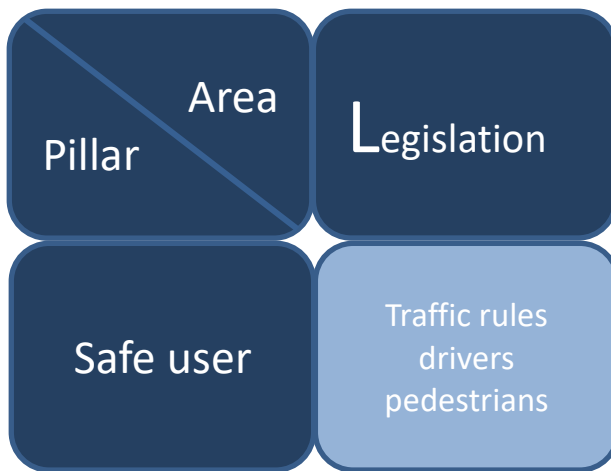 Area
Pillar
Legislation
Safe user
Traffic rules
drivers
pedestrians